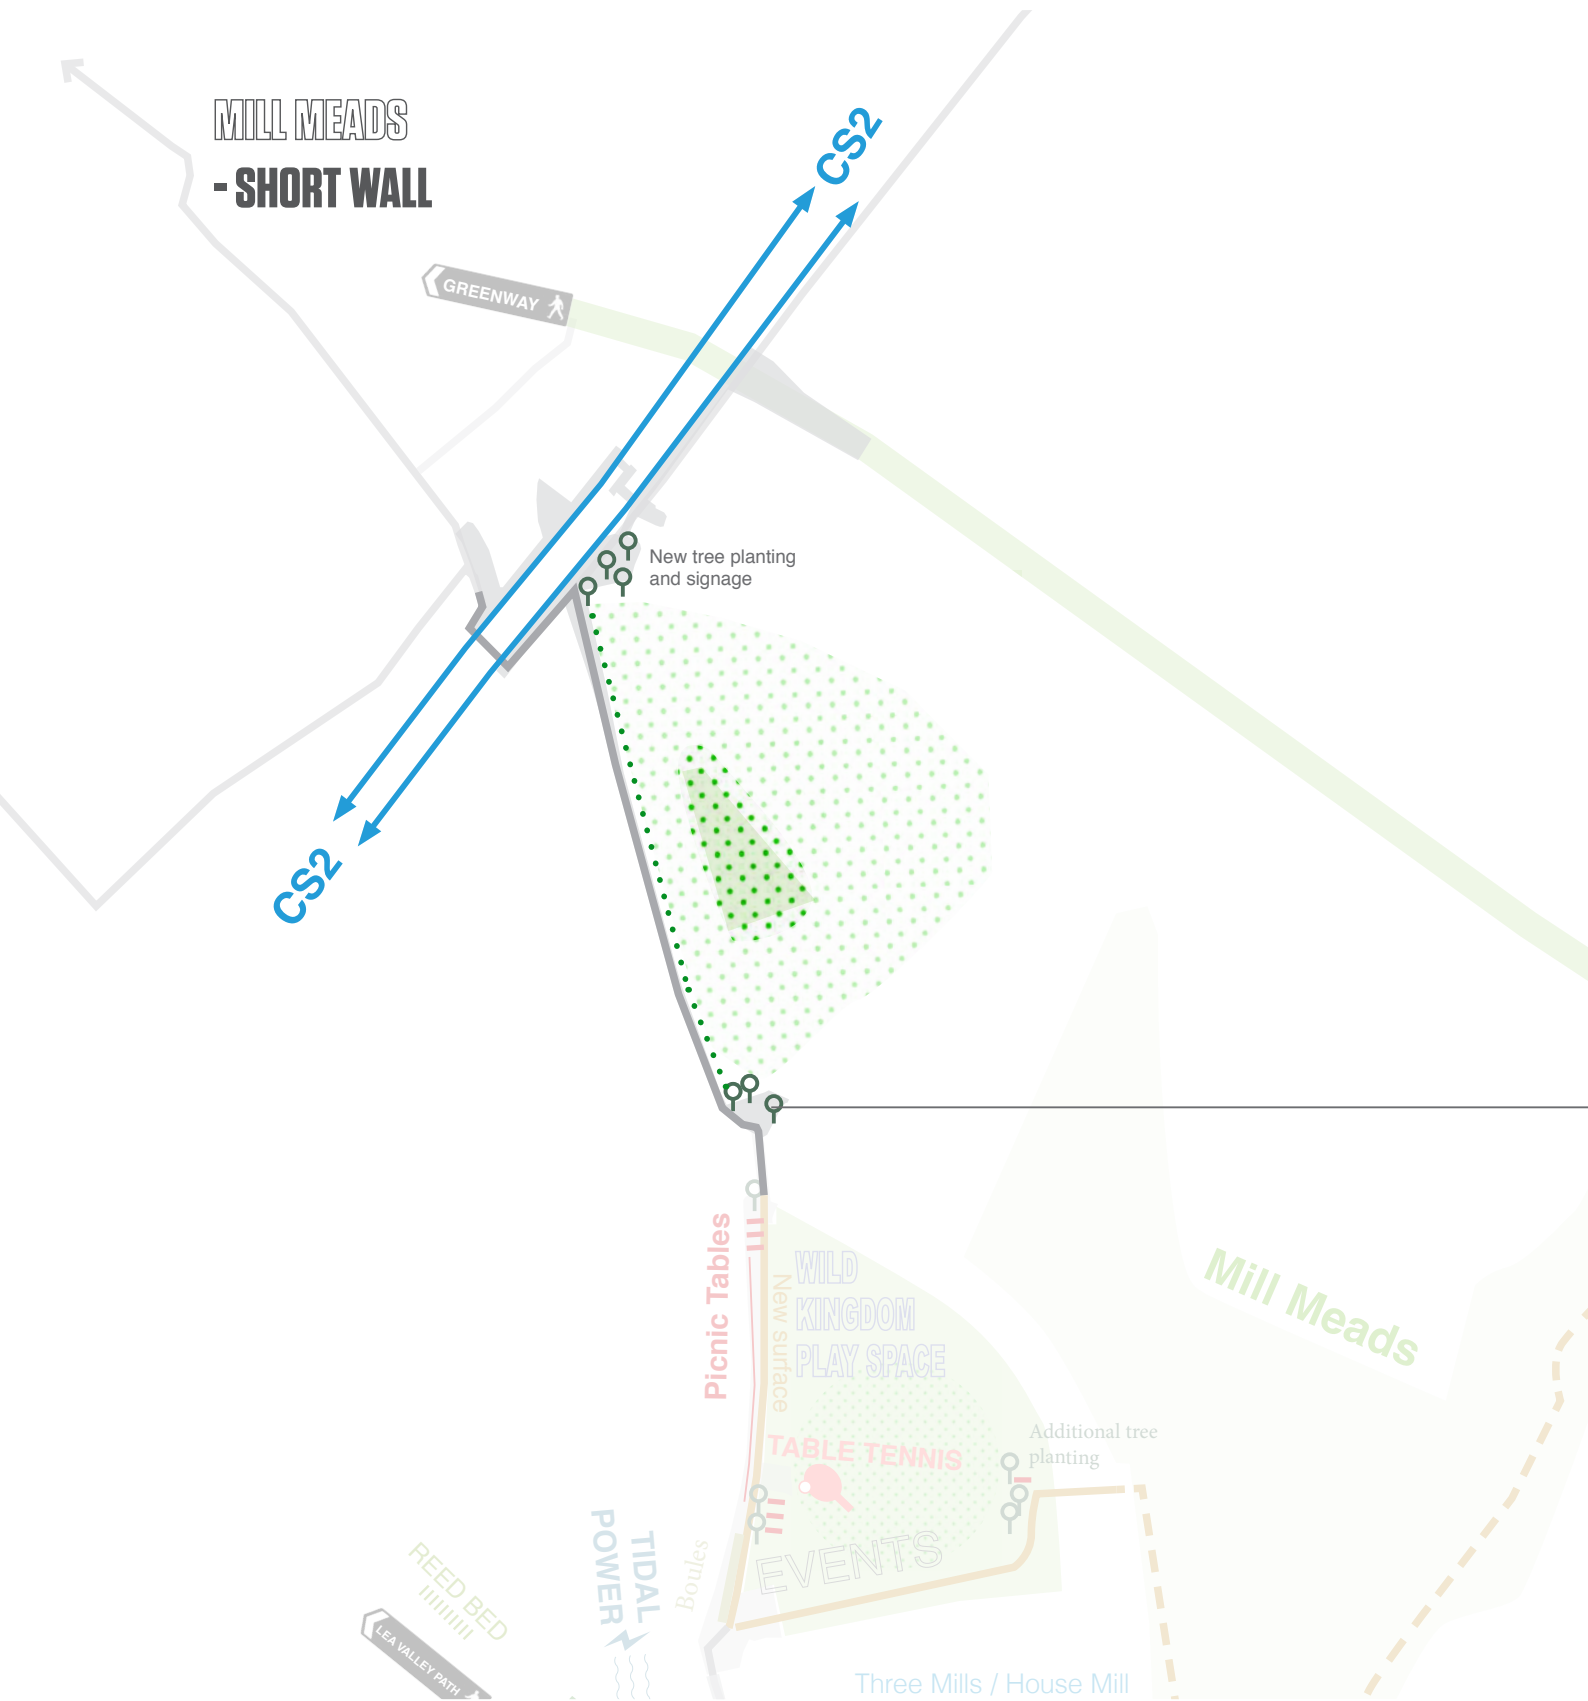 MILL MEADS
- SHORT WALL
CS2
GREENWAY
New tree planting
and signage
CS2
Picnic Tables
New surface
WILD
KINGDOM
PLAY SPACE
Mill Meads
TABLE TENNIS
Additional tree
planting
EVENTS
TIDAL
POWER
Boules
REED BED
LEA VALLEY PATH
Three Mills / House Mill